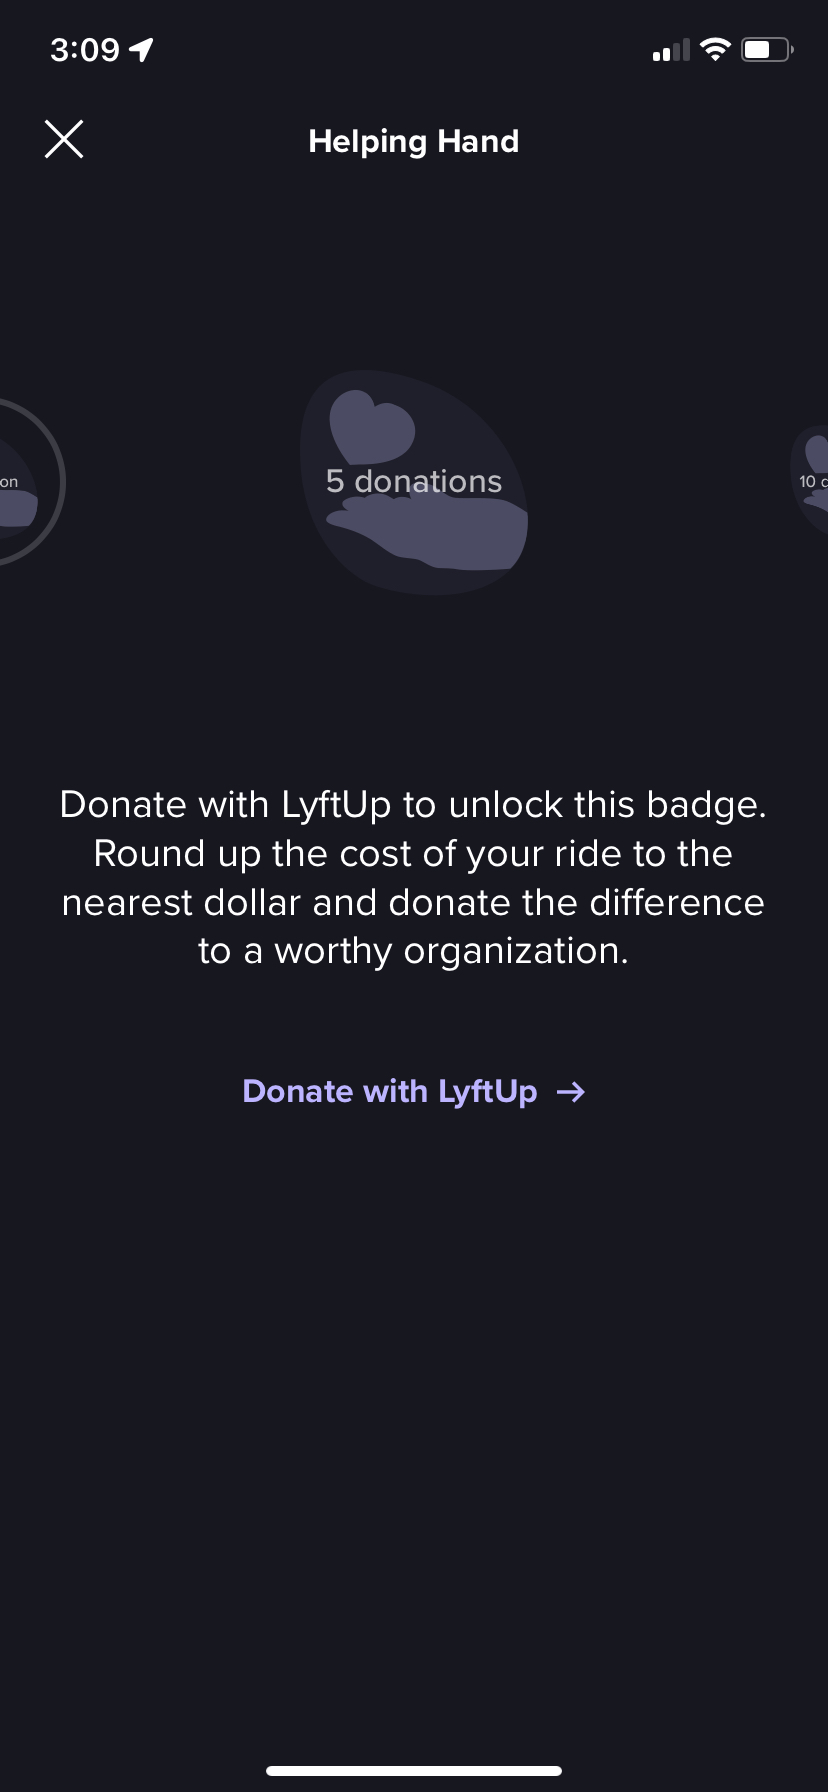 3:09
Helping Hand
on
5 donations
10
Donate with LyftUp to unlock this badge.
Round up the cost of your ride to the
nearest dollar and donate the difference
to a worthy organization.
Donate with LyftUp →